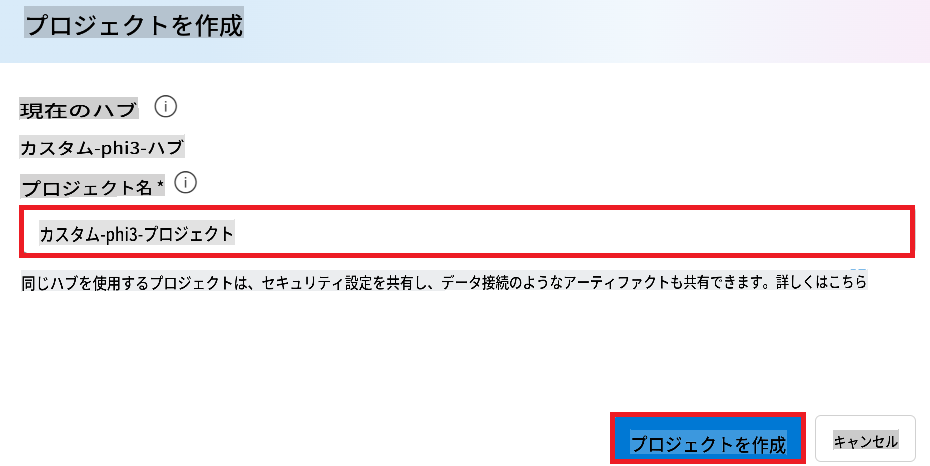 プロジェクトを作成
現在のハブ
カスタム-phi3-ハブ
プロジェクト名 *
カスタム-phi3-プロジェクト
同じハブを使用するプロジェクトは、セキュリティ設定を共有し、データ接続のようなアーティファクトも共有できます。詳しくはこちら
プロジェクトを作成 キャンセル